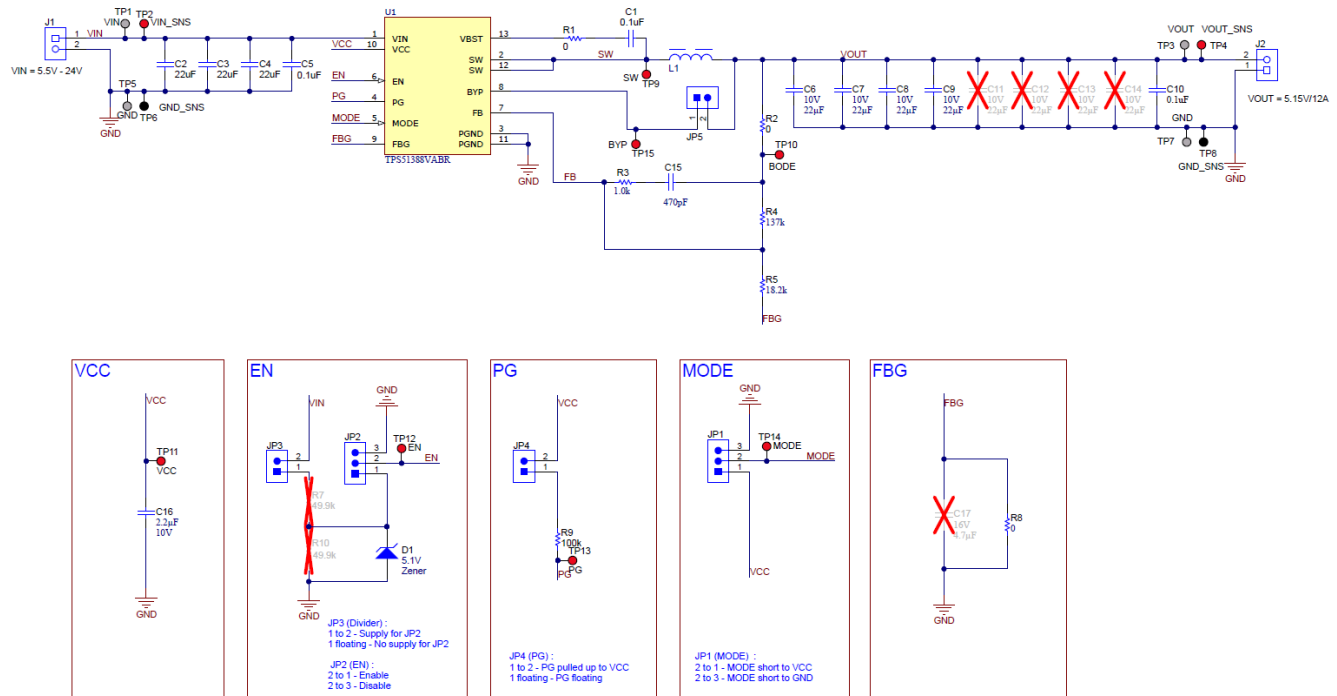 J1
1
2
VIN
VIN = 5.5V - 24V
TP1
VIN
TP2
VIN_SNS
TP5
GND
TP6
GND_SNS
GND
C2
22uF
C3
22uF
C4
22uF
C5
0.1uF
U1
VCC
EN
PG
MODE
FBG
1
10
6
4
5
9
VIN
VCC
EN
PG
MODE
FBG
VBST
SW
SW
BYP
FB
PGND
PGND
13
2
12
8
7
3
11
TPS51388VABR
GND
R1
0
C1
0.1uF
SW
SW
TP9
L1
1
2
JP5
BYP
TP15
FB
R3
1.0k
C15
470pF
R2
0
TP10
BODE
R4
137k
R5
18.2k
FBG
VOUT
C6
10V
22µF
C7
10V
22µF
C8
10V
22µF
C9
10V
22µF
C11
10V
22µF
C12
10V
22µF
C13
10V
22µF
C14
10V
22µF
C10
0.1uF
VOUT
TP3
VOUT_SNS
TP4
GND
TP7
TP8
GND_SNS
J2
2
1
VOUT = 5.15V/12A
GND
VCC
VCC
TP11
VCC
C16
2.2µF
10V
GND
EN
VIN
GND
JP3
2
1
JP2
3
2
1
TP12
EN
EN
R7
49.9k
R10
49.9k
D1
5.1V
Zener
GND
JP3 (Divider) :
1 to 2 - Supply for JP2
1 floating - No supply for JP2
JP2 (EN) :
2 to 1 - Enable
2 to 3 - Disable
PG
VCC
JP4
2
1
R9
100k
TP13
PG
PG
JP4 (PG) :
1 to 2 - PG pulled up to VCC
1 floating - PG floating
MODE
GND
JP1
3
2
1
TP14
MODE
MODE
VCC
JP1 (MODE) :
2 to 1 - MODE short to VCC
2 to 3 - MODE short to GND
FBG
FBG
C17
16V
4.7µF
R8
0
GND